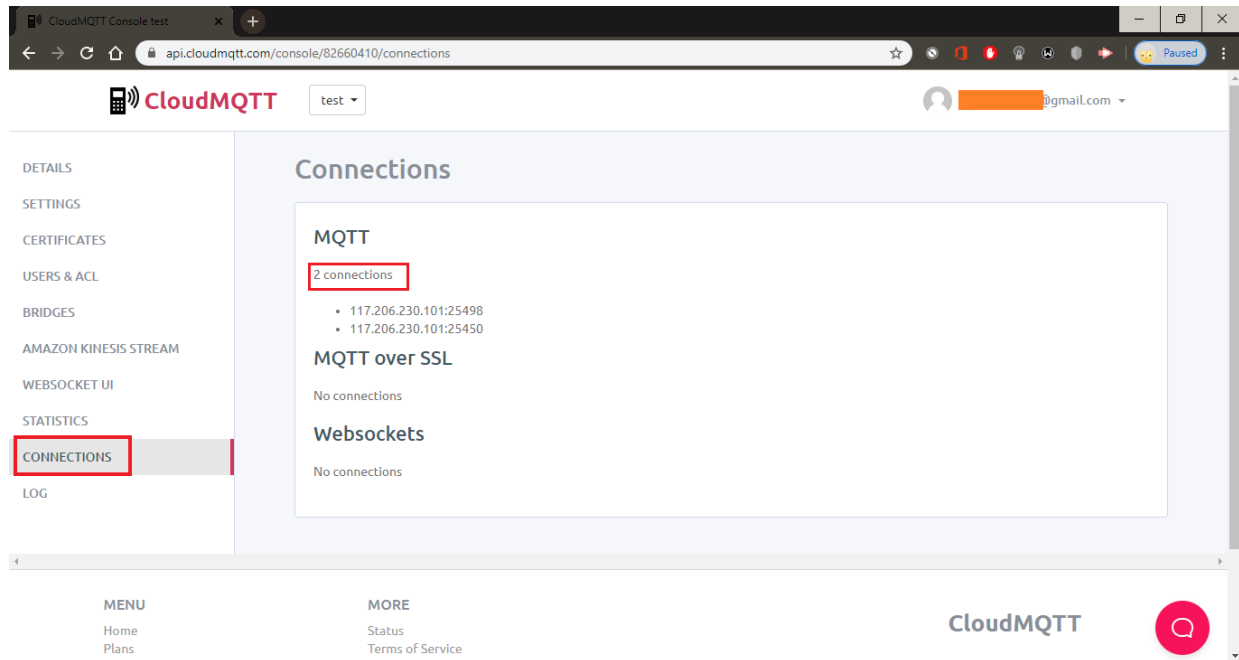 CloudMQTT Console test
api.cloudmqtt.com/console/82660410/connections
Paused
CloudMQTT
test
@gmail.com
DETAILS
SETTINGS
CERTIFICATES
USERS & ACL
BRIDGES
AMAZON KINESIS STREAM
WEBSOCKET UI
STATISTICS
CONNECTIONS
LOG
Connections
MQTT
2 connections
117.206.230.101:25498
117.206.230.101:25450
MQTT over SSL
No connections
Websockets
No connections
MENU
Home
Plans
MORE
Status
Terms of Service
CloudMQTT